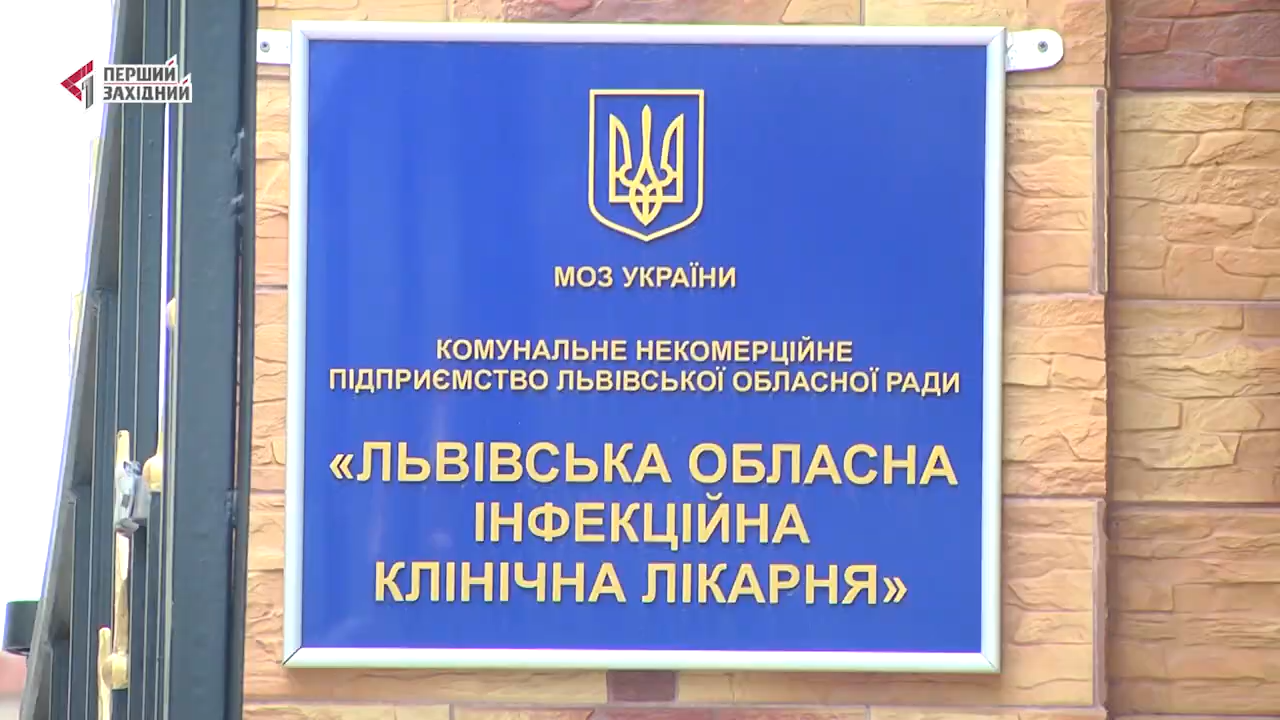 ПЕРШИЙ
ЗАХІДНИЙ
МОЗ УКРАЇНИ
КОМУНАЛЬНЕ НЕКОМЕРЦІЙНЕ
ПІДПРИЄМСТВО ЛЬВІВСЬКОЇ ОБЛАСНОЇ РАДИ
«ЛЬВІВСЬКА ОБЛАСНА
ІНФЕКЦІЙНА
КЛІНІЧНА ЛІКАРНЯ»